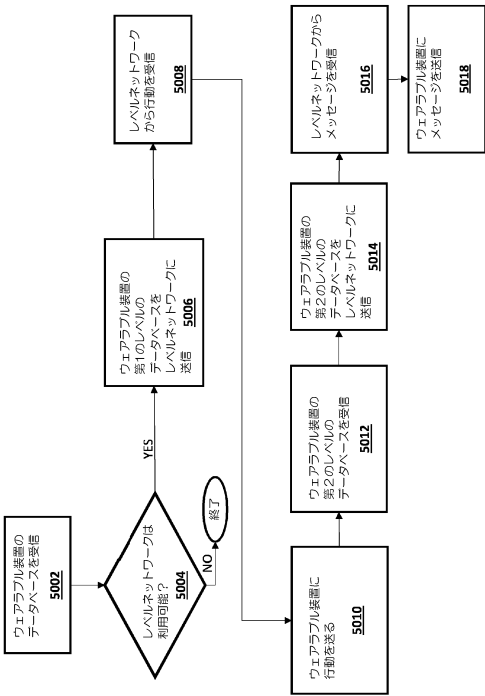 ウェアラブル装置の
データベースを受信
5002
レベルネットワークは
利用可能？
5004
YES
NO
終了
ウェアラブル装置の
第1のレベルの
データベースを
レベルネットワークに
送信
5006
レベルネットワーク
から行動を受信
5008
ウェアラブル装置に
行動を送る
5010
ウェアラブル装置の
第2のレベルの
データベースを受信
5012
ウェアラブル装置の
第2のレベルの
データベースを
レベルネットワークに
送信
5014
レベルネットワークから
メッセージを受信
5016
ウェアラブル装置に
メッセージを送信
5018